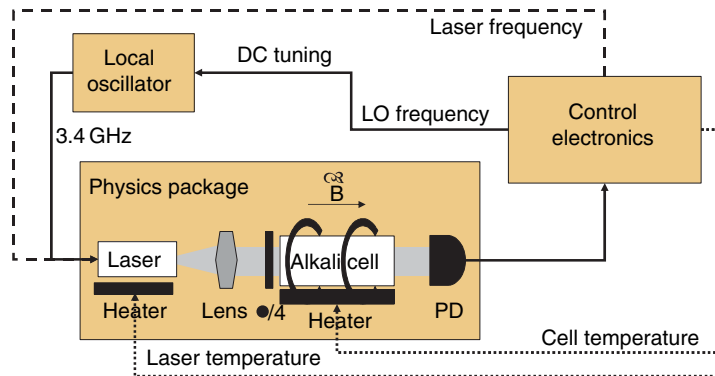 Laser frequency
Local
oscillator
DC tuning
LO frequency
Control
electronics
3.4 GHz
Physics package
B
Laser
Alkali cell
Heater
Lens
●/4
Heater
PD
Cell temperature
Laser temperature